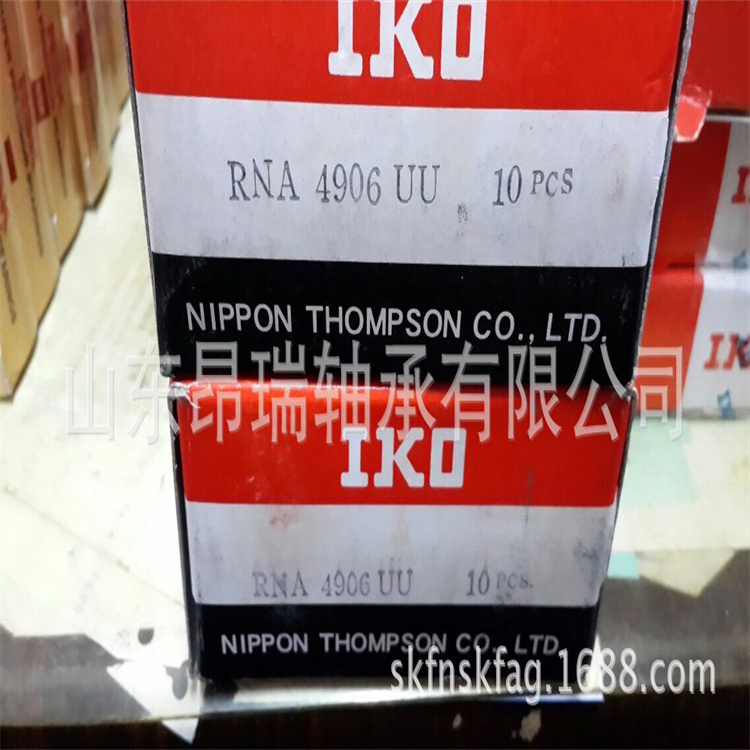 IKO
RNA 4906 UU 10 PCS
NIPPON THOMPSON CO., LTD.
山东昂瑞轴承有限公司
IKO
IKO
RNA 4906 UU 10 PCS.
NIPPON THOMPSON CO., LTD.
skfnskfag.1688.com